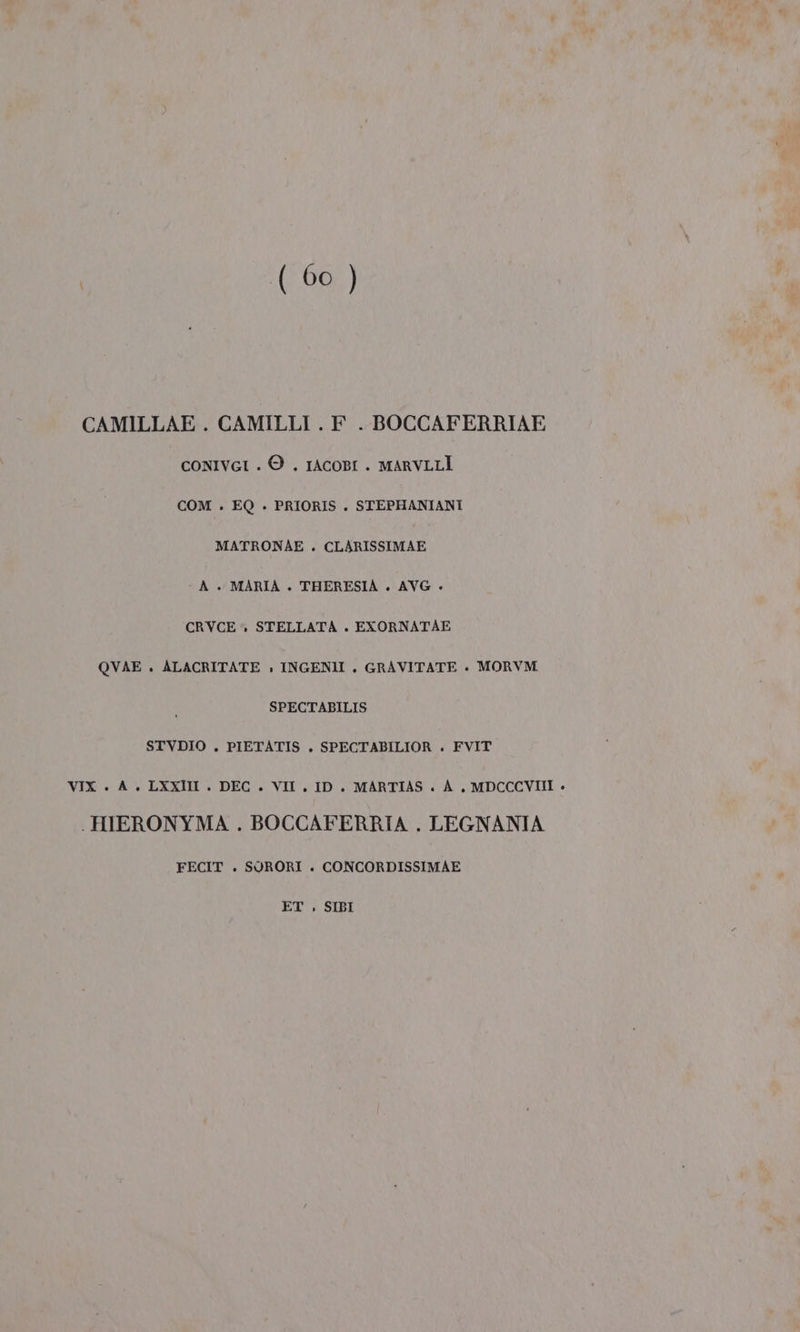 ( 60 )
CAMILLAE . CAMILLI . F . BOCCAFERRIAE
CONIVGI . Θ . IACOBI . MARVLLI
COM . EQ . PRIORIS . STEPHANIANI
MATRONAE . CLARISSIMAE
A . MARIA . THERESIA . AVG .
CRVCE . STELLATA . EXORNATAE
QVAE . ALACRITATE . INGENII . GRAVITATE . MORVM
SPECTABILIS
STVDIO . PIETATIS . SPECTABILIOR . FVIT
VIX . A . LXXIII . DEC . VII . ID . MARTIAS . A . MDCCCVIII .
HIERONYMA . BOCCAFERRIA . LEGNANIA
FECIT . SORORI . CONCORDISSIMAE
ET . SIBI